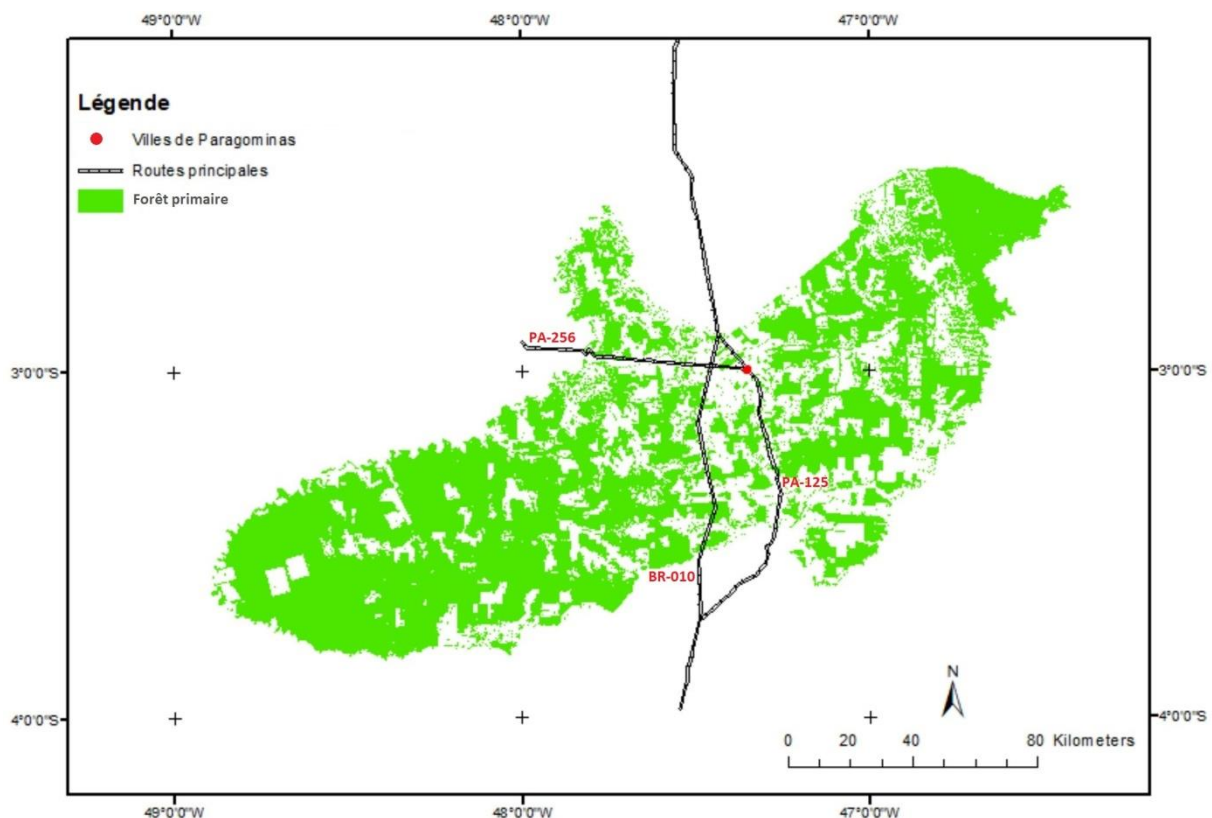 49°0'0"W 48°0'0"W 47°0'0"W
Légende
Villes de Paragominas
Routes principales
Forêt primaire
PA-256
3°0'0"S 3°0'0"S
PA-125
BR-010
N
4°0'0"S 4°0'0"S
0 20 40 80 Kilometers
49°0'0"W 48°0'0"W 47°0'0"W